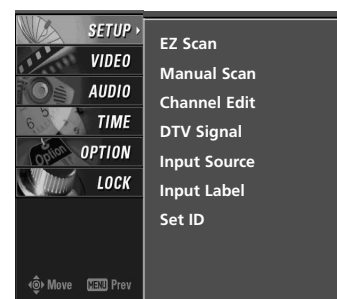 SETUP
VIDEO
AUDIO
TIME
OPTION
LOCK
Move MENU Prev
EZ Scan
Manual Scan
Channel Edit
DTV Signal
Input Source
Input Label
Set ID